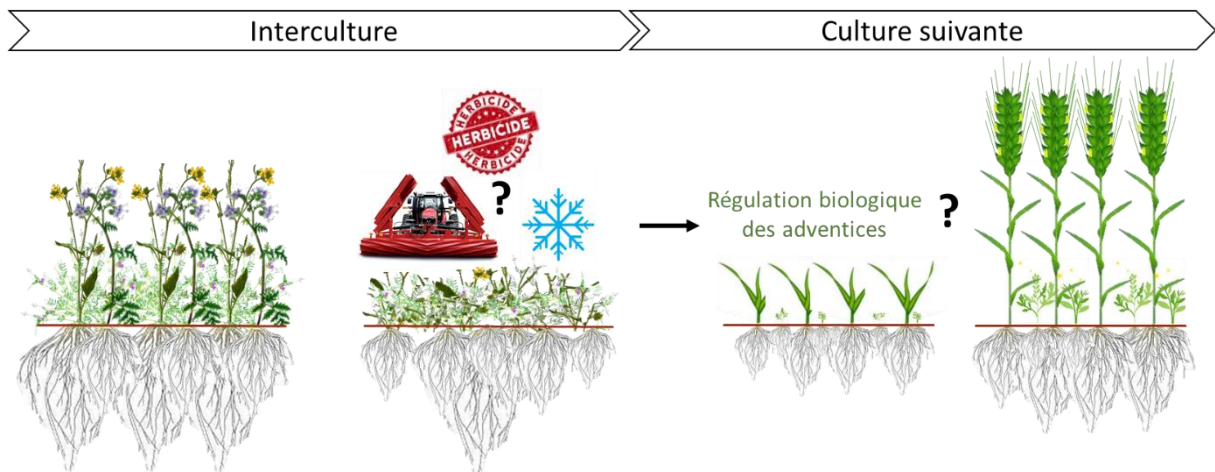 Interculture
Culture suivante
HERBICIDE
HERBICIDE
HERBICIDE
?
Régulation biologique
des adventices
?